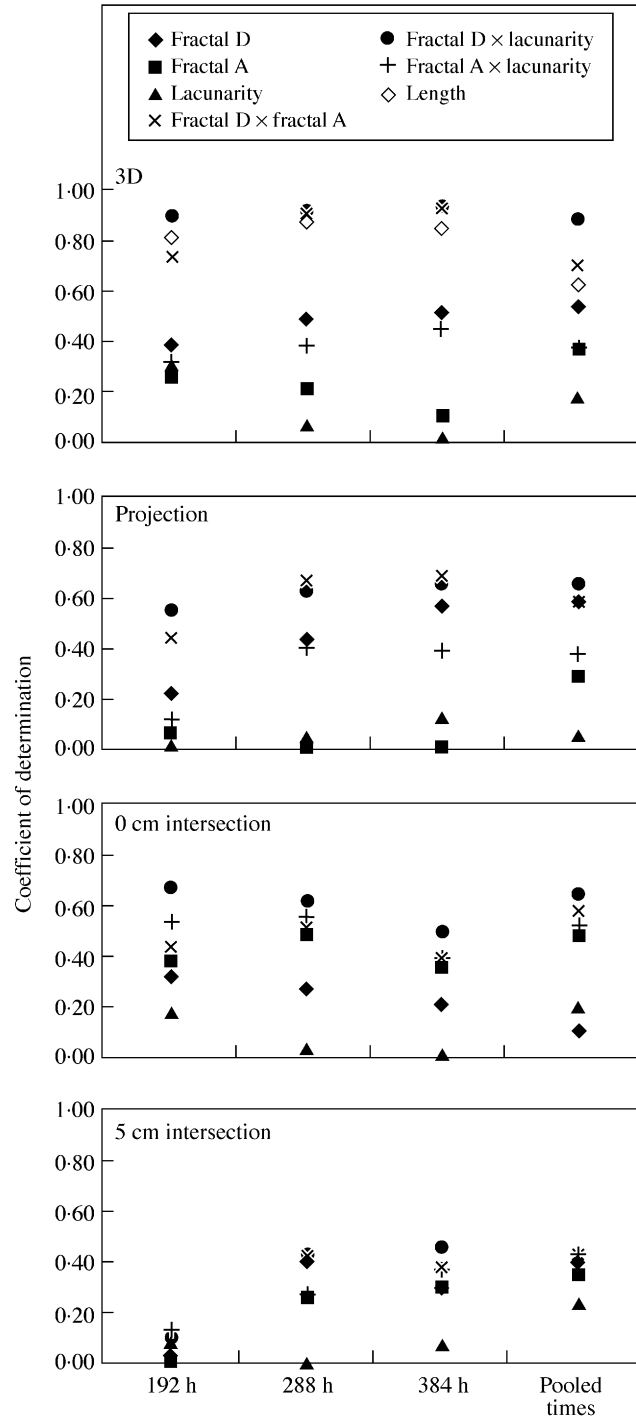 Fractal D
Fractal A
Lacunarity
Fractal D × fractal A
Fractal D × lacunarity
Fractal A × lacunarity
Length
Coefficient of determination
3D
1·00
0·80
0·60
0·40
0·20
0·00
Projection
1·00
0·80
0·60
0·40
0·20
0·00
0 cm intersection
1·00
0·80
0·60
0·40
0·20
0·00
5 cm intersection
1·00
0·80
0·60
0·40
0·20
0·00
192 h
288 h
384 h
Pooled
times